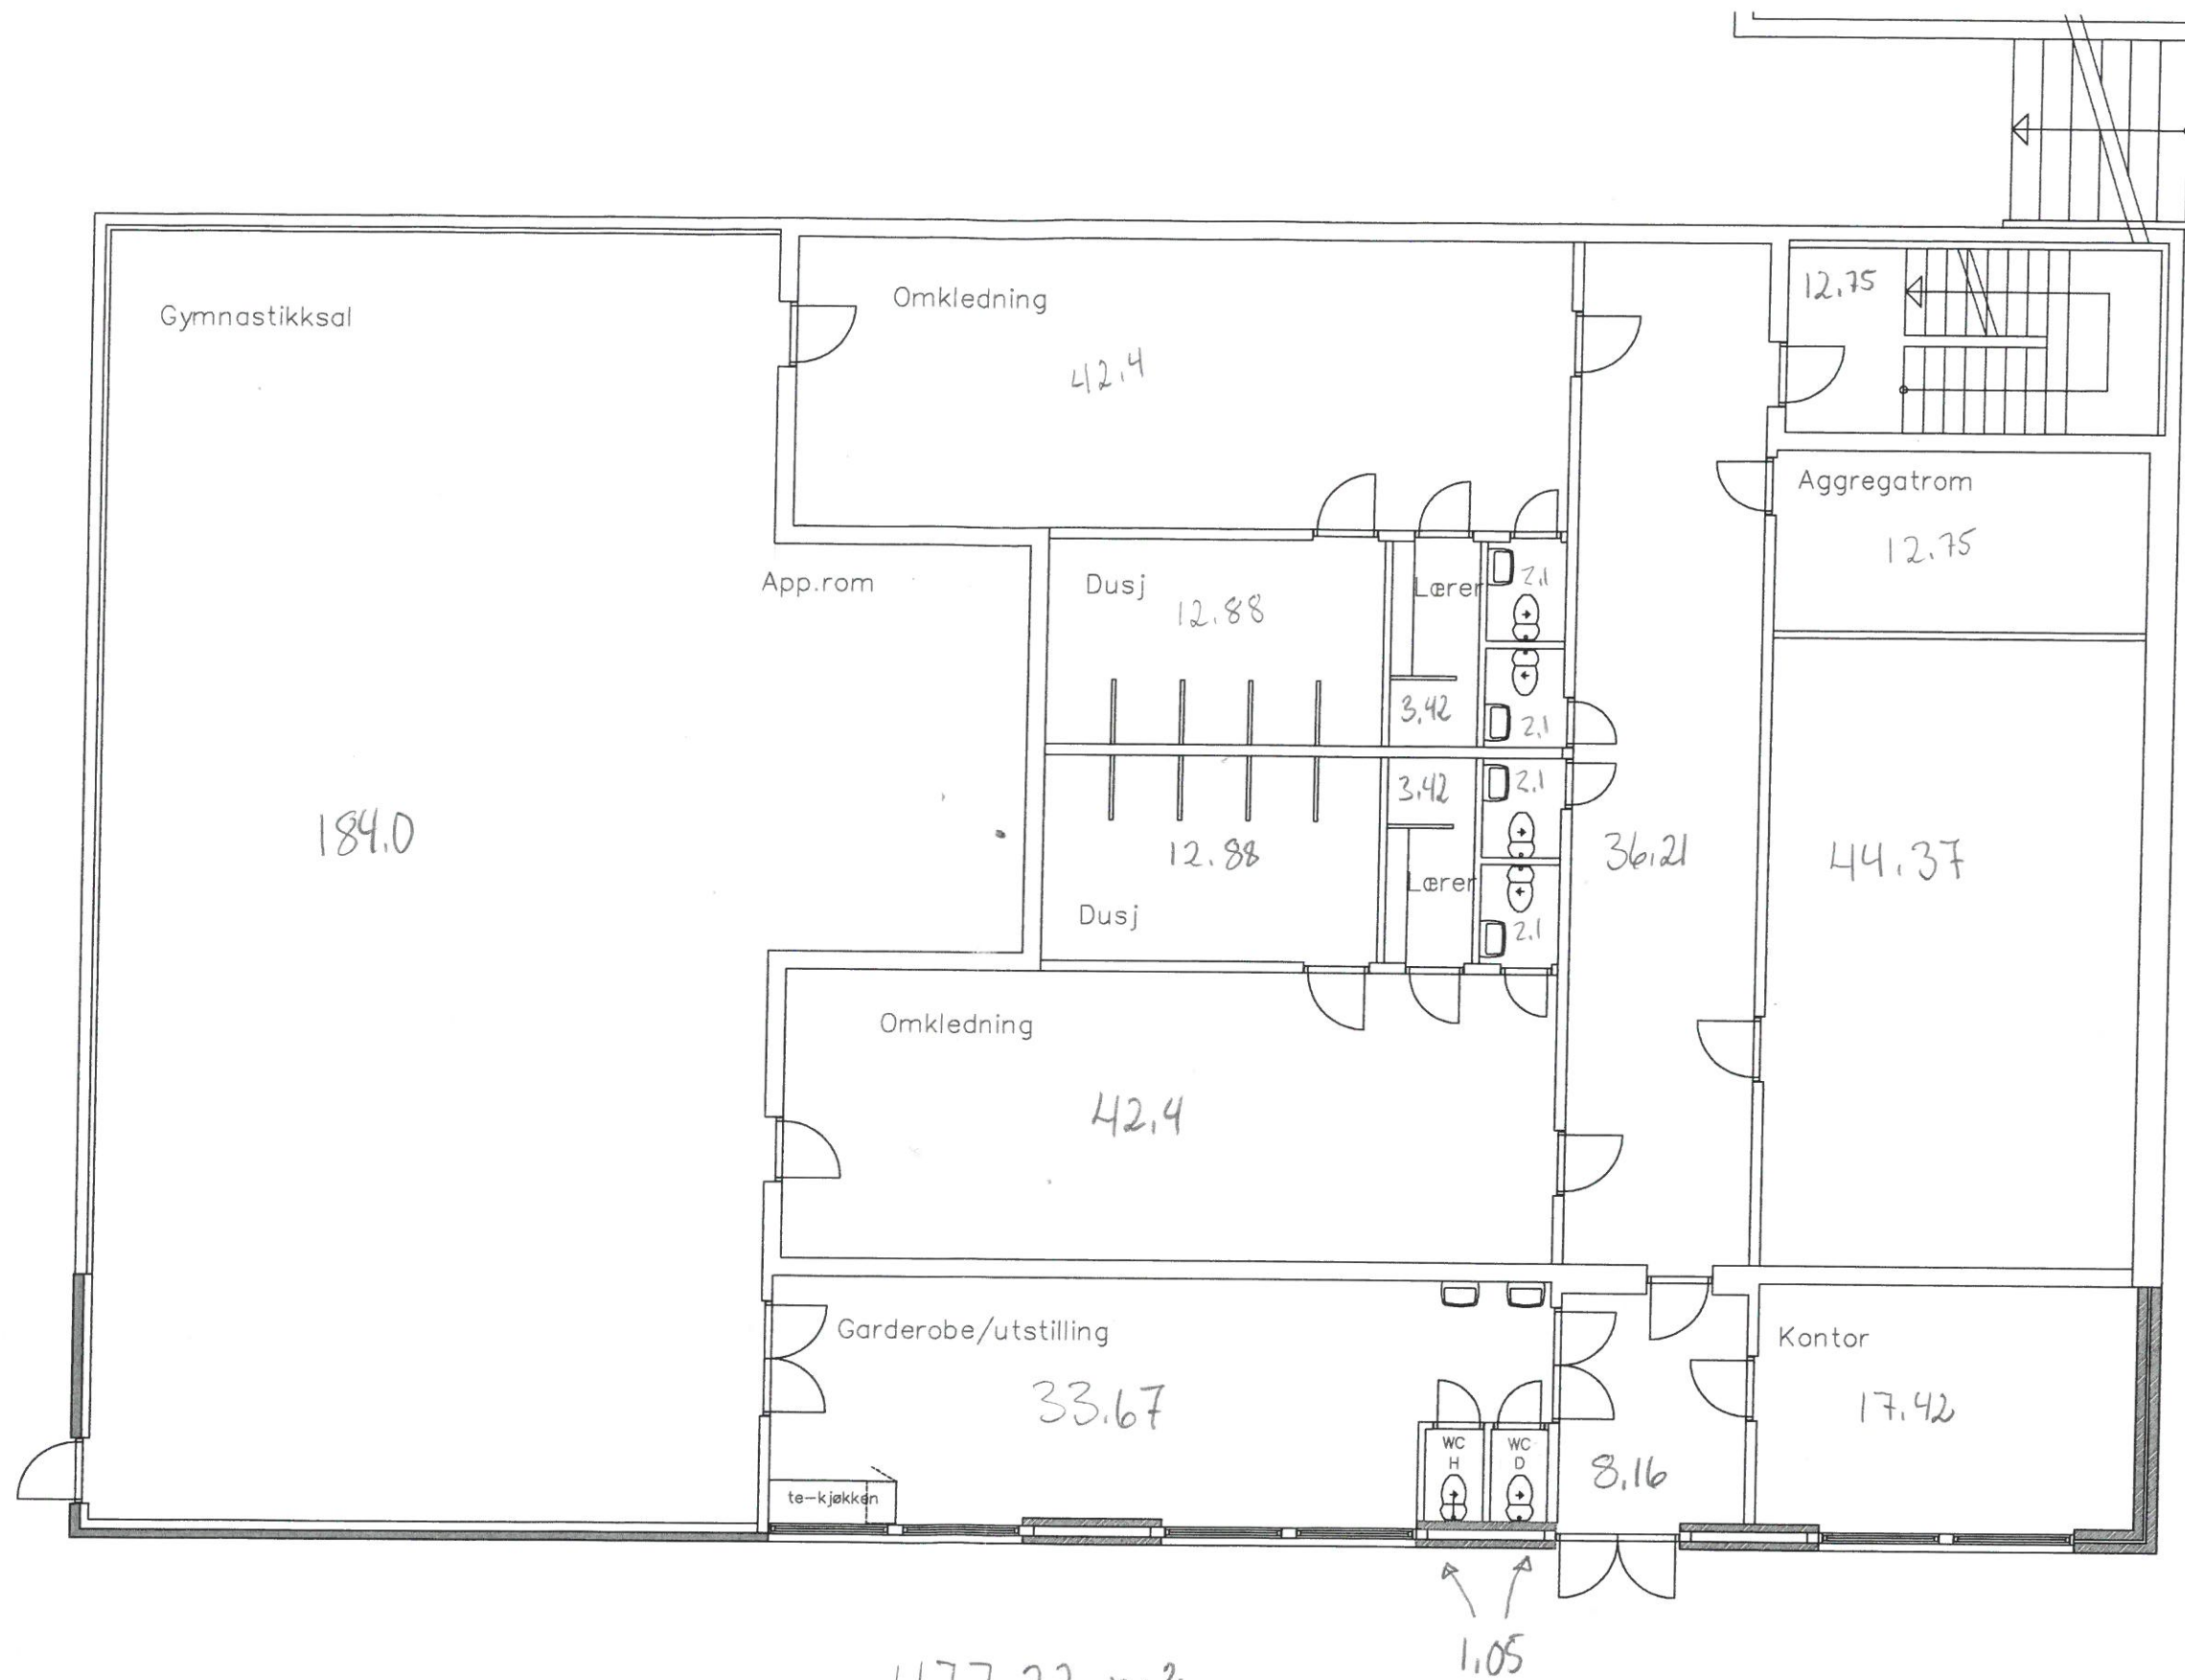 12.75
Gymnastikksal
Omkledning
42.4
Aggregatrom
12.75
App.rom
Dusj
12.88
Lærer
2.1
3.42
2.1
184.0
3.42
2.1
12.88
Lærer
36.21
44.37
Dusj
2.1
Omkledning
42.4
Garderobe/utstilling
Kontor
33.67
17.42
WC
H
WC
D
8.16
te-kjøkken
1.05